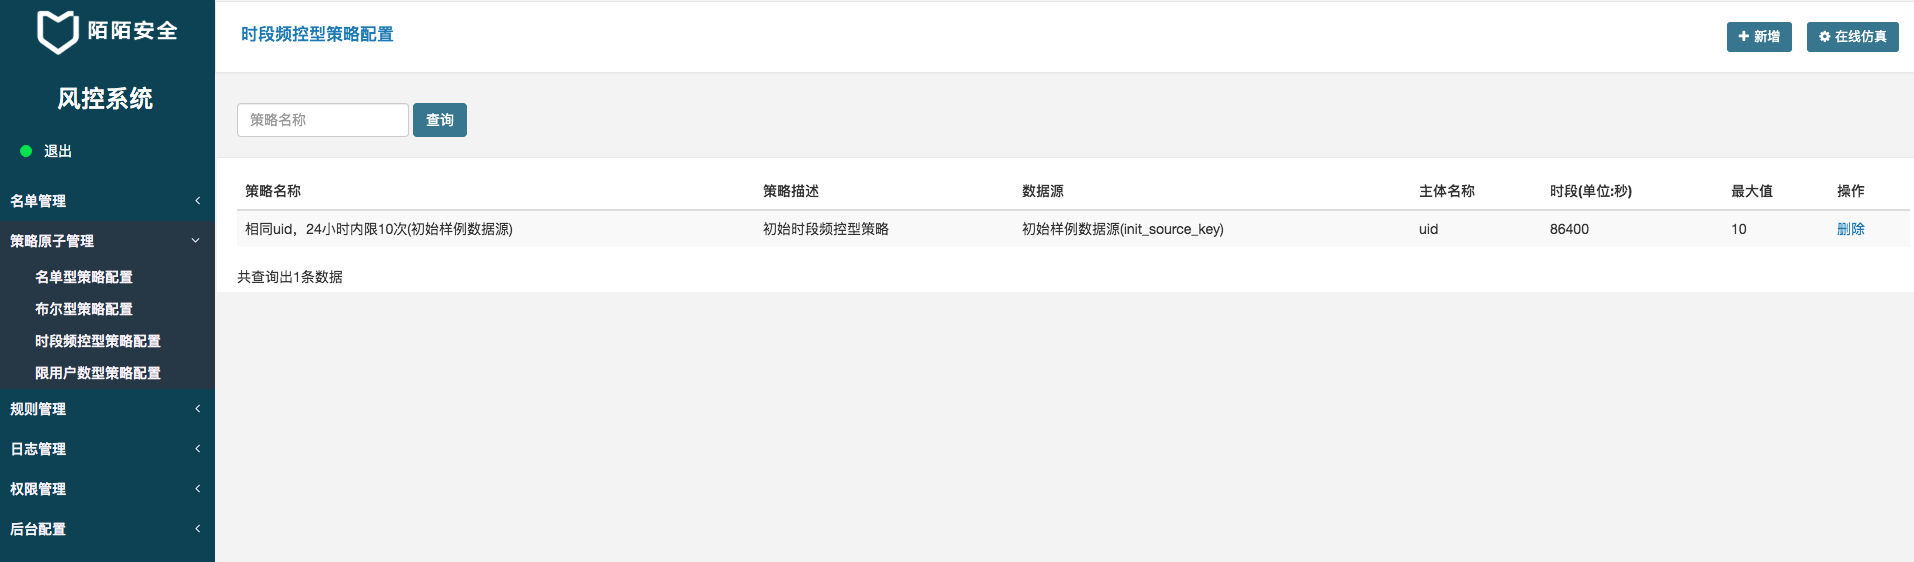 陌陌安全
风控系统
退出
名单管理
策略原子管理
名单型策略配置
布尔型策略配置
时段频控型策略配置
限用户数型策略配置
规则管理
日志管理
权限管理
后台配置
时段频控型策略配置
新增 在线仿真
策略名称 查询
策略名称 策略描述 数据源 主体名称 时段(单位:秒) 最大值 操作
相同uid，24小时内限10次(初始样例数据源) 初始时段频控型策略 初始样例数据源(init_source_key) uid 86400 10 删除
共查询出1条数据